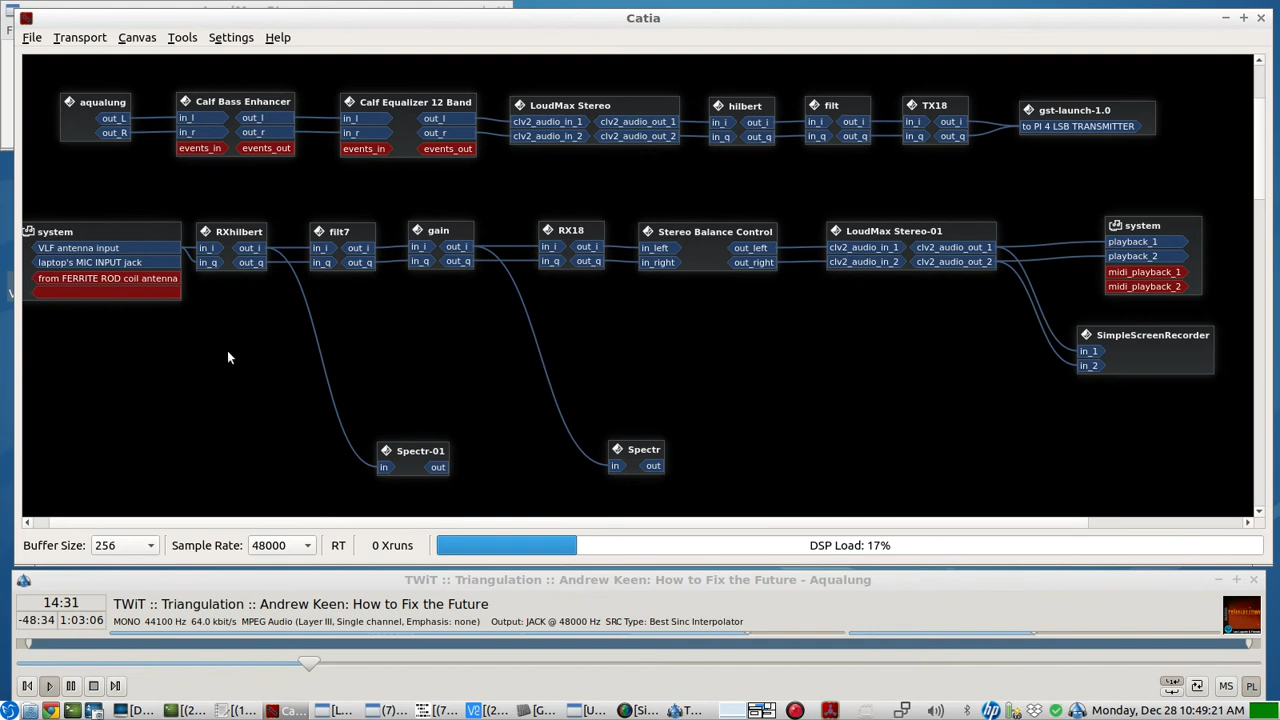 Catia
File Transport Canvas Tools Settings Help
aqualung
out_L
out_R
Calf Bass Enhancer
in_l out_l
in_r out_r
events_in events_out
Calf Equalizer 12 Band
in_l out_l
in_r out_r
events_in events_out
LoudMax Stereo
clv2_audio_in_1 clv2_audio_out_1
clv2_audio_in_2 clv2_audio_out_2
hilbert
in_i out_i
in_q out_q
filt
in_i out_i
in_q out_q
TX18
in_i out_i
in_q out_q
gst-launch-1.0
to PI 4 LSB TRANSMITTER
system
VLF antenna input
laptop's MIC INPUT jack
from FERRITE ROD coil antenna
RXhilbert
in_i out_i
in_q out_q
filt7
in_i out_i
in_q out_q
gain
in_i out_i
in_q out_q
RX18
in_i out_i
in_q out_q
Stereo Balance Control
in_left out_left
in_right out_right
LoudMax Stereo-01
clv2_audio_in_1 clv2_audio_out_1
clv2_audio_in_2 clv2_audio_out_2
system
playback_1
playback_2
midi_playback_1
midi_playback_2
SimpleScreenRecorder
in_1
in_2
Spectr-01
in out
Spectr
in out
Buffer Size: 256 Sample Rate: 48000 RT 0 Xruns DSP Load: 17%
TWiT :: Triangulation :: Andrew Keen: How to Fix the Future - Aqualung
14:31 TWiT :: Triangulation :: Andrew Keen: How to Fix the Future
-48:34 1:03:06 MONO 44100 Hz 64.0 kbit/s MPEG Audio (Layer III, Single channel, Emphasis: none) Output: JACK @ 48000 Hz SRC Type: Best Sinc Interpolator
MS PL
[D... [(2... [(1... Ca... [L... (7)... [(7... [(2... [G... [U... [Si... T... Monday, Dec 28 10:49:21 AM